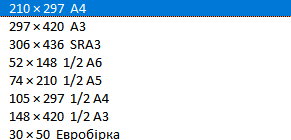 210 × 297 A4
297 × 420 A3
306 × 436 SRA3
52 × 148 1/2 A6
74 × 210 1/2 A5
105 × 297 1/2 A4
148 × 420 1/2 A3
30 × 50 Евробірка